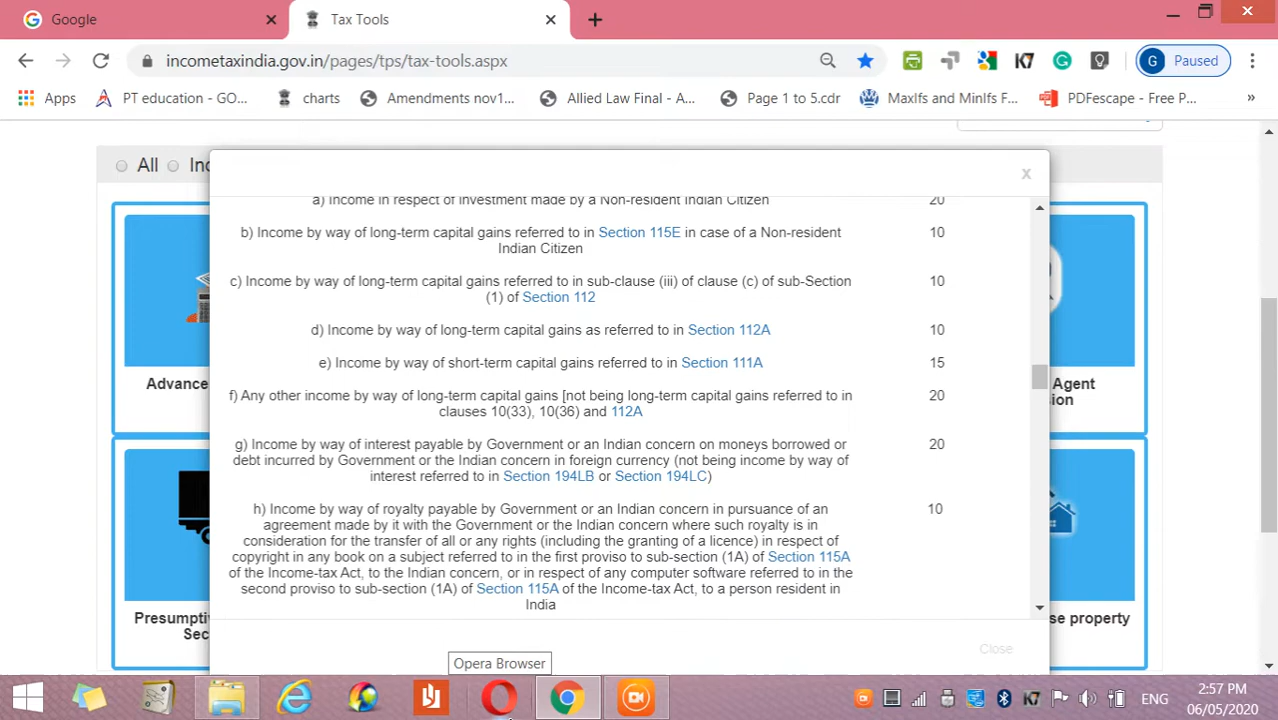 Google
Tax Tools
incometaxindia.gov.in/pages/tps/tax-tools.aspx
G Paused
Apps
PT education - GO...
charts
Amendments nov1...
Allied Law Final - A...
Page 1 to 5.cdr
MaxIfs and MinIfs F...
PDFescape - Free P...
»
All
Ind
x
a) Income in respect of investment made by a Non-resident Indian Citizen 20
b) Income by way of long-term capital gains referred to in Section 115E in case of a Non-resident 10
Indian Citizen
c) Income by way of long-term capital gains referred to in sub-clause (iii) of clause (c) of sub-Section 10
(1) of Section 112
d) Income by way of long-term capital gains as referred to in Section 112A 10
e) Income by way of short-term capital gains referred to in Section 111A 15
f) Any other income by way of long-term capital gains [not being long-term capital gains referred to in 20
clauses 10(33), 10(36) and 112A
g) Income by way of interest payable by Government or an Indian concern on moneys borrowed or 20
debt incurred by Government or the Indian concern in foreign currency (not being income by way of
interest referred to in Section 194LB or Section 194LC)
h) Income by way of royalty payable by Government or an Indian concern in pursuance of an 10
agreement made by it with the Government or the Indian concern where such royalty is in
consideration for the transfer of all or any rights (including the granting of a licence) in respect of
copyright in any book on a subject referred to in the first proviso to sub-section (1A) of Section 115A
of the Income-tax Act, to the Indian concern, or in respect of any computer software referred to in the
second proviso to sub-section (1A) of Section 115A of the Income-tax Act, to a person resident in
India
Advance
Agent
sion
Presumptiv
Sec
se property
Close
Opera Browser
ENG
2:57 PM
06/05/2020